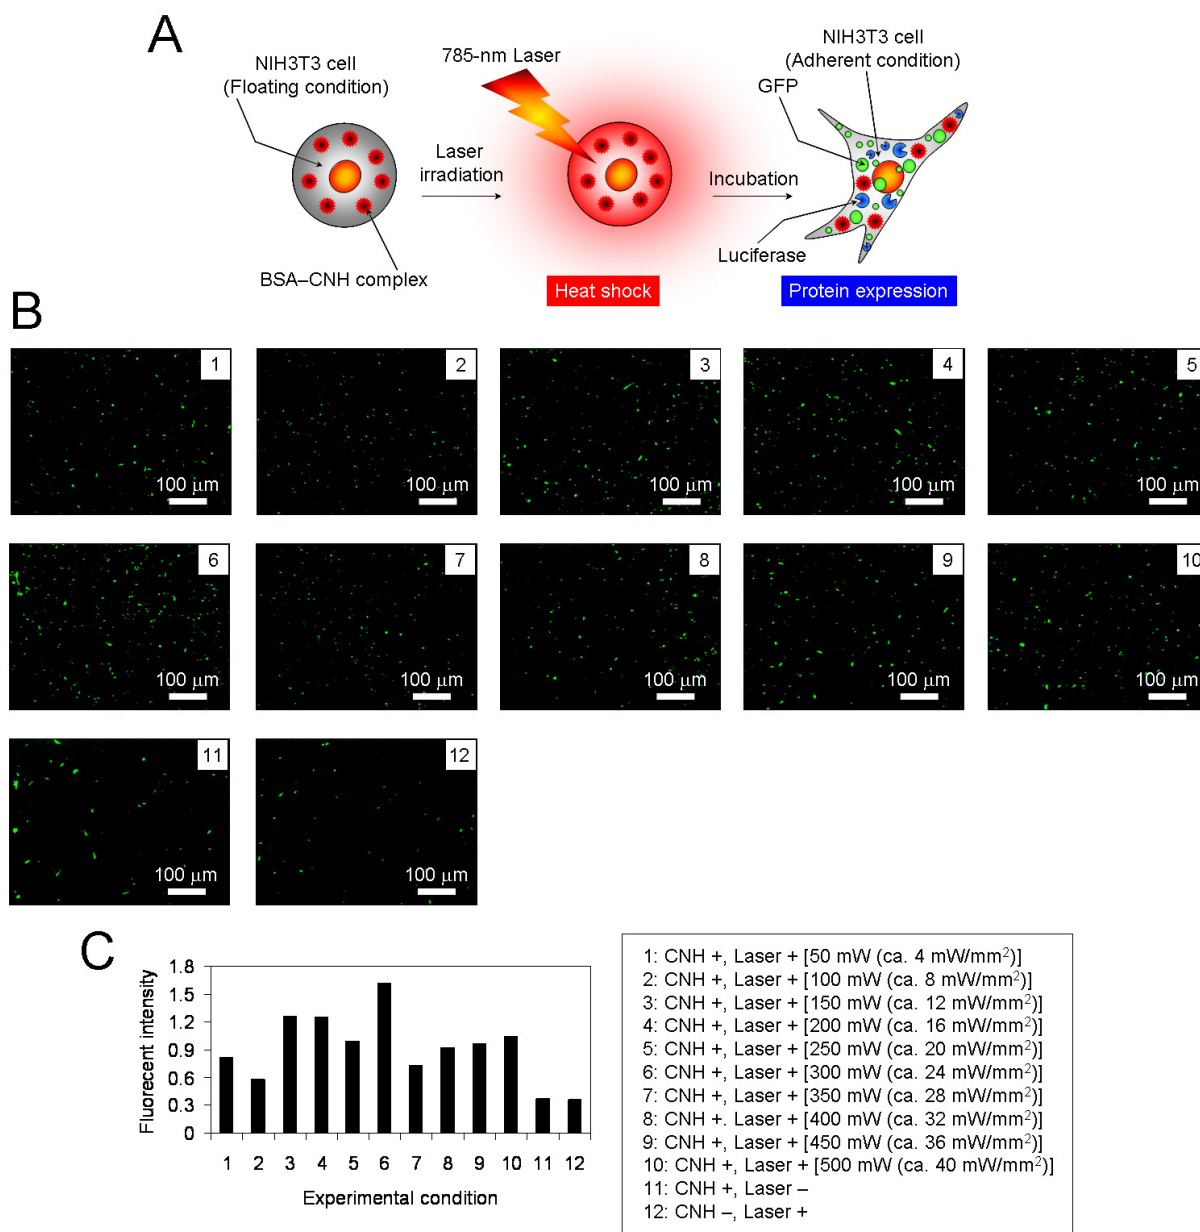 A
NIH3T3 cell
(Floating condition)
785-nm Laser
NIH3T3 cell
(Adherent condition)
GFP
Laser
irradiation
Incubation
Luciferase
BSA–CNH complex
Heat shock
Protein expression
B
1
100 μm
2
100 μm
3
100 μm
4
100 μm
5
100 μm
6
100 μm
7
100 μm
8
100 μm
9
100 μm
10
100 μm
11
100 μm
12
100 μm
C
Fluorecent intensity
1.8
1.5
1.2
0.9
0.6
0.3
0
1 2 3 4 5 6 7 8 9 10 11 12
Experimental condition
1: CNH +, Laser + [50 mW (ca. 4 mW/mm²)]
2: CNH +, Laser + [100 mW (ca. 8 mW/mm²)]
3: CNH +, Laser + [150 mW (ca. 12 mW/mm²)]
4: CNH +, Laser + [200 mW (ca. 16 mW/mm²)]
5: CNH +, Laser + [250 mW (ca. 20 mW/mm²)]
6: CNH +, Laser + [300 mW (ca. 24 mW/mm²)]
7: CNH +, Laser + [350 mW (ca. 28 mW/mm²)]
8: CNH +. Laser + [400 mW (ca. 32 mW/mm²)]
9: CNH +, Laser + [450 mW (ca. 36 mW/mm²)]
10: CNH +, Laser + [500 mW (ca. 40 mW/mm²)]
11: CNH +, Laser –
12: CNH –, Laser +